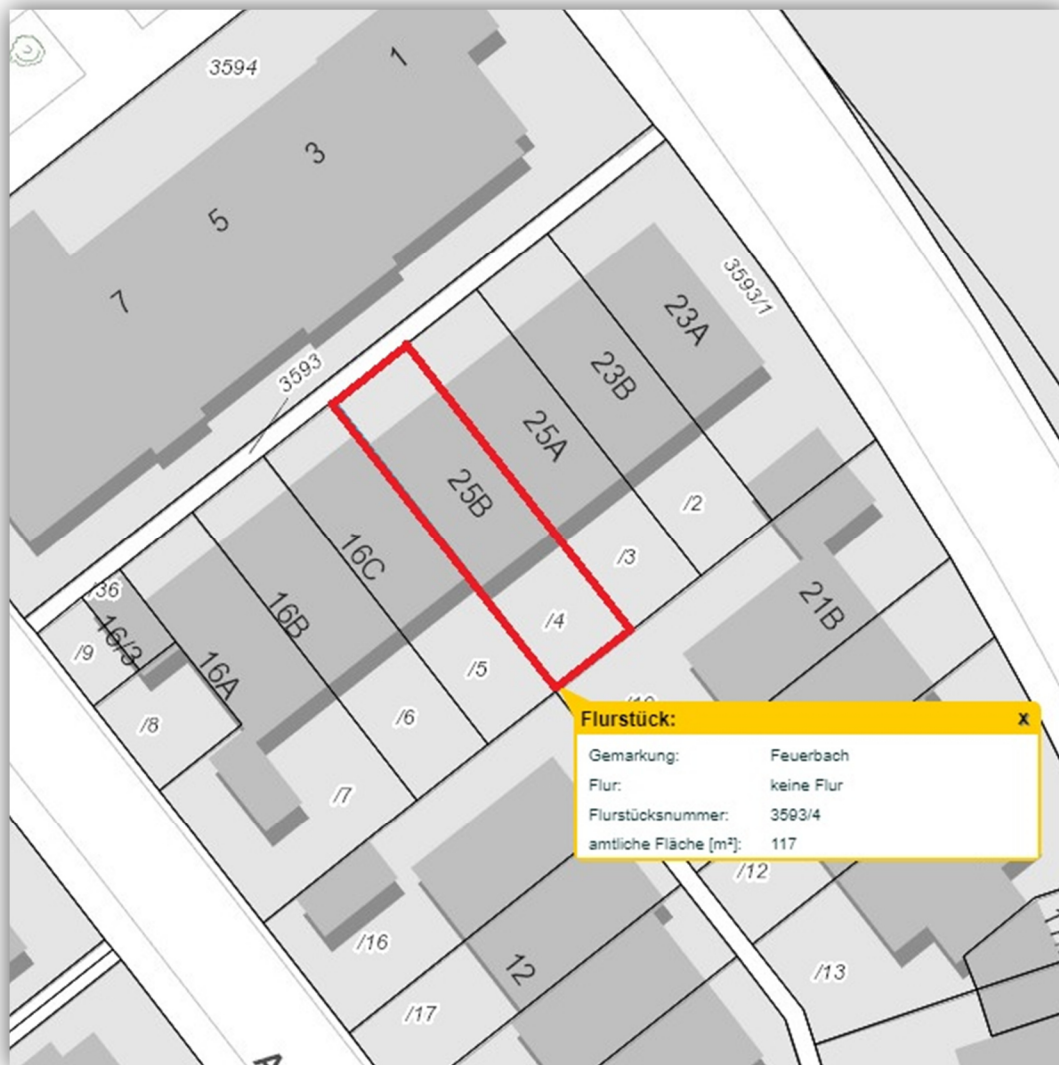 1
3594
3
5
7
3593/1
3593
23A
23B
25A
25B
16C
16B
16A
16/3
/36
/9
/8
/2
/3
/4
/5
/6
/7
21B
Flurstück: x
Gemarkung: Feuerbach
Flur: keine Flur
Flurstücksnummer: 3593/4
amtliche Fläche [m²]: 117
/12
/16
12
/13
/17
A